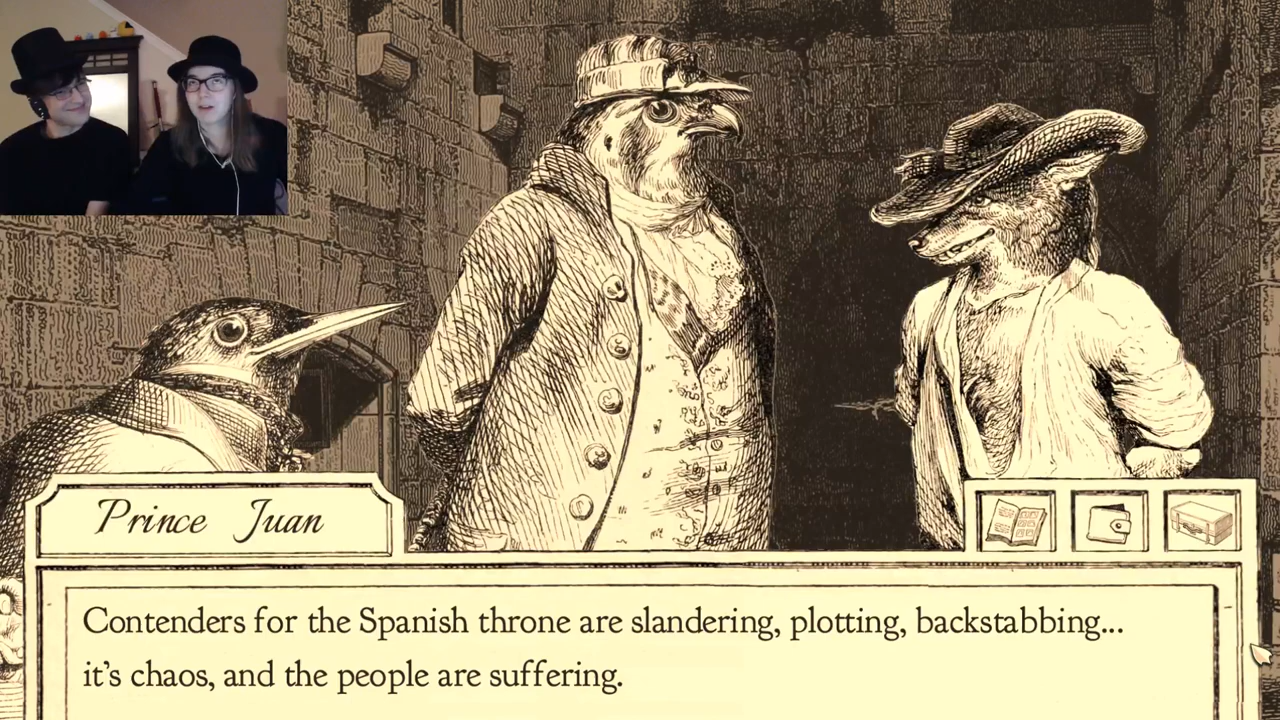 Prince Juan
Contenders for the Spanish throne are slandering, plotting, backstabbing...
it's chaos, and the people are suffering.